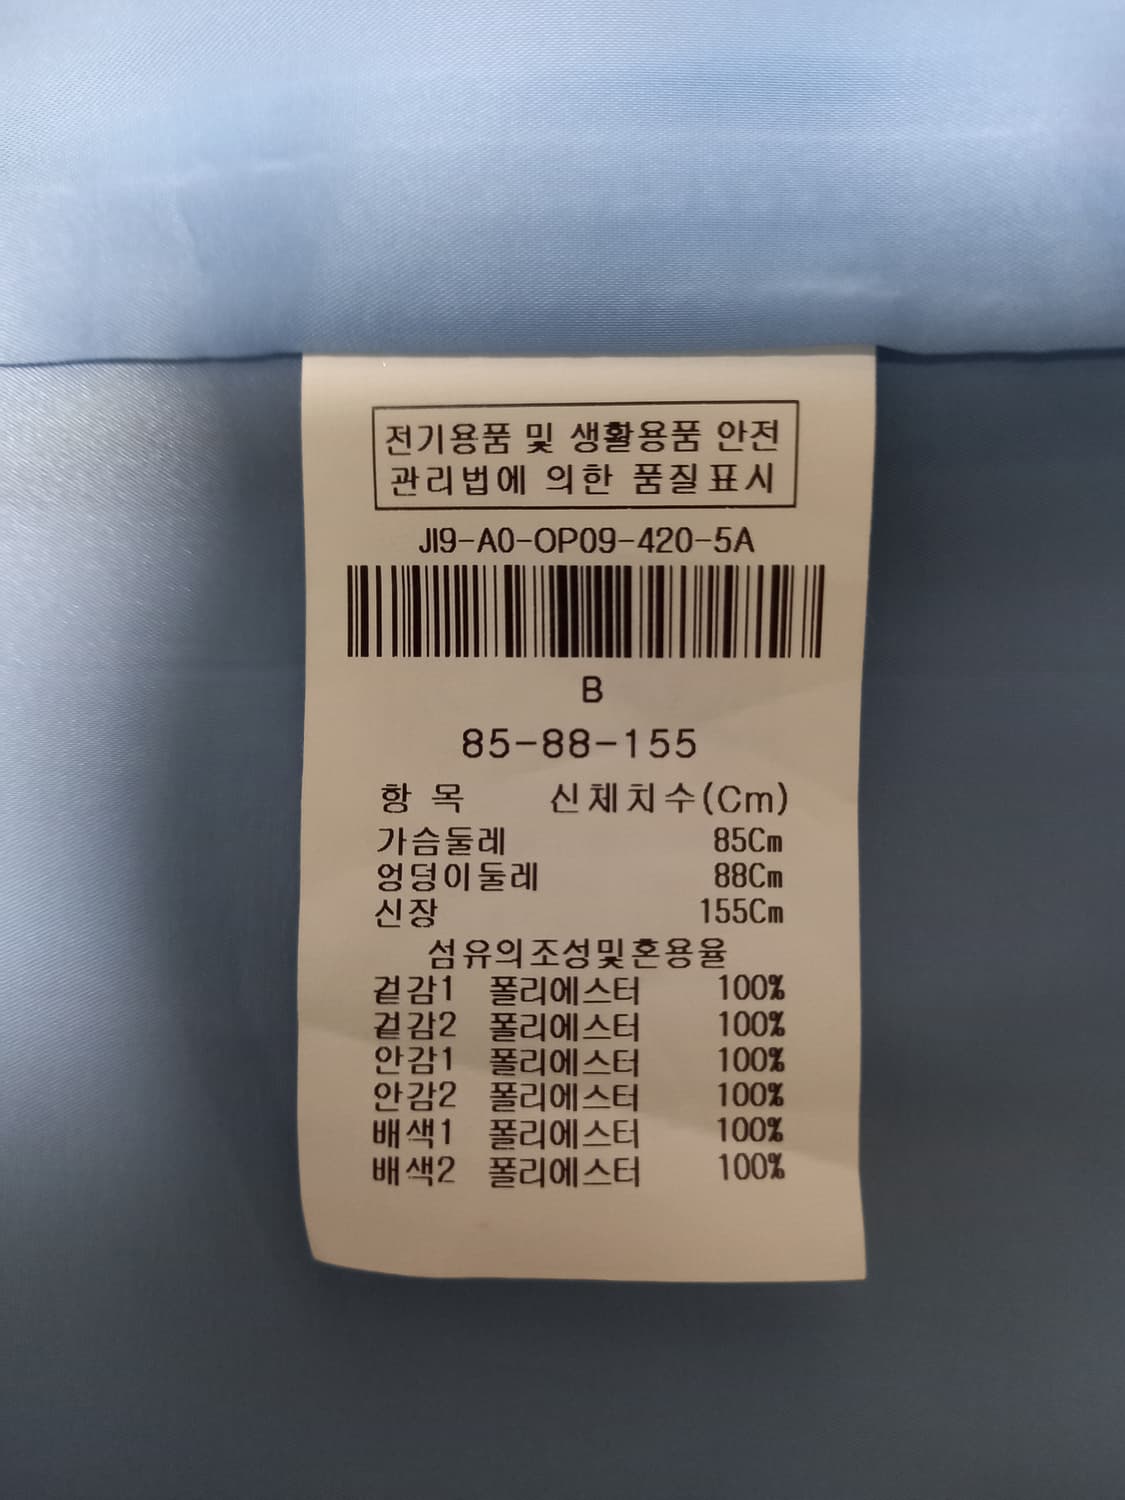 전기용품 및 생활용품 안전
관리법에 의한 품질표시
JI9-A0-OP09-420-5A
B
85-88-155
항 목 신체치수(Cm)
가슴둘레 85Cm
엉덩이둘레 88Cm
신장 155Cm
섬유의조성및혼용율
겉감1 폴리에스터 100%
겉감2 폴리에스터 100%
안감1 폴리에스터 100%
안감2 폴리에스터 100%
배색1 폴리에스터 100%
배색2 폴리에스터 100%